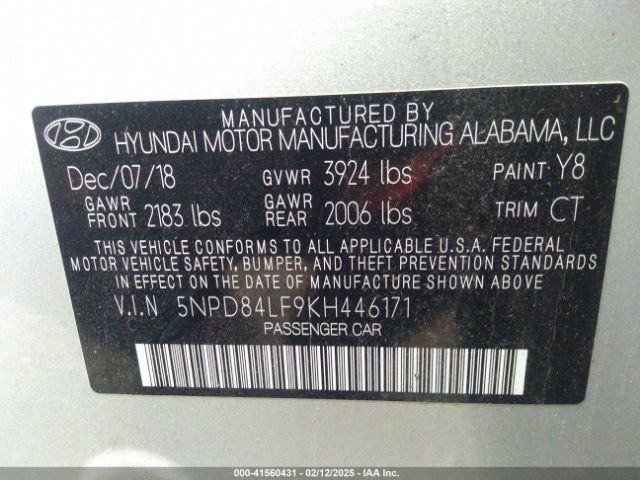 MANUFACTURED BY
HYUNDAI MOTOR MANUFACTURING ALABAMA, LLC
Dec/07/18 GVWR 3924 lbs PAINT Y8
GAWR FRONT 2183 lbs GAWR REAR 2006 lbs TRIM CT
THIS VEHICLE CONFORMS TO ALL APPLICABLE U.S.A. FEDERAL
MOTOR VEHICLE SAFETY, BUMPER, AND THEFT PREVENTION STANDARDS
IN EFFECT ON THE DATE OF MANUFACTURE SHOWN ABOVE
V.I.N 5NPD84LF9KH446171
PASSENGER CAR
000-41560431 - 02/12/2025 - IAA Inc.